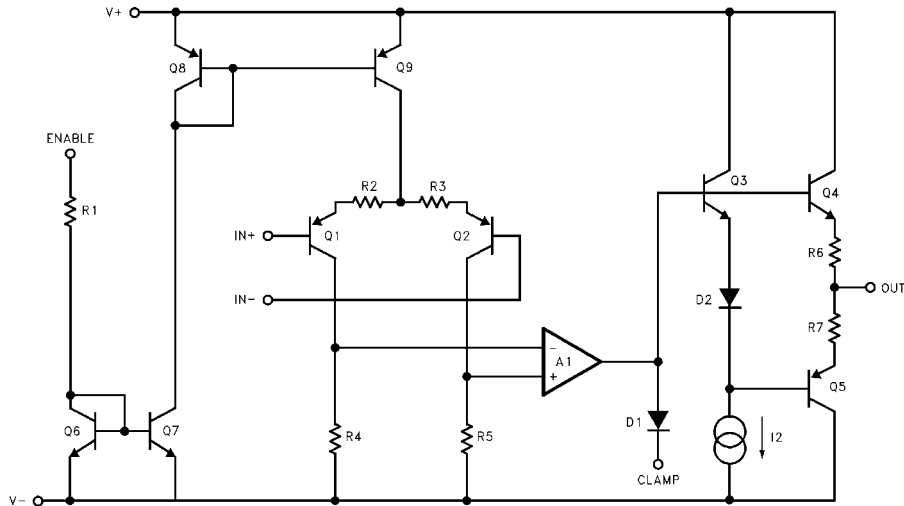 V+
Q8
Q9
ENABLE
R1
R2
R3
Q3
Q4
IN+
Q1
Q2
R6
IN-
D2
OUT
R7
A1
-
+
Q5
Q6
Q7
R4
R5
D1
I2
CLAMP
V-